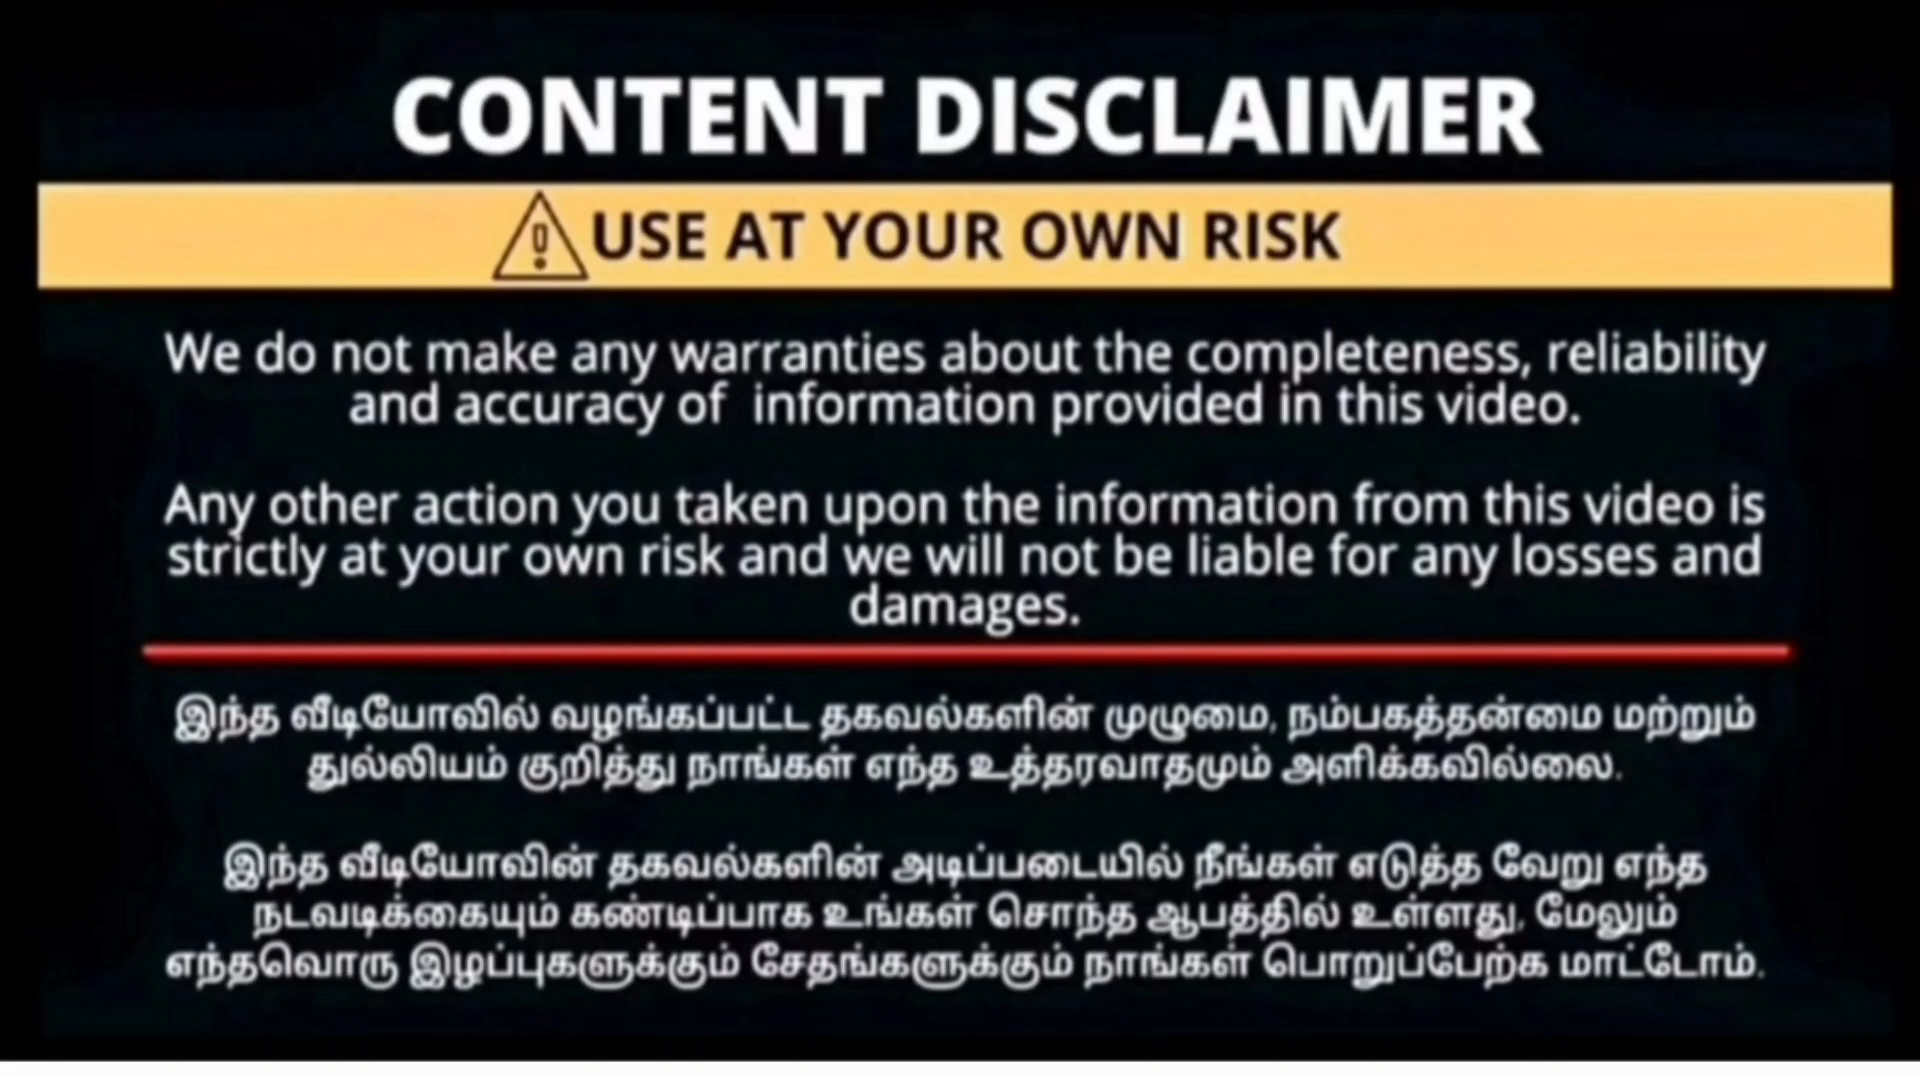 CONTENT DISCLAIMER
USE AT YOUR OWN RISK
We do not make any warranties about the completeness, reliability
and accuracy of information provided in this video.
Any other action you taken upon the information from this video is
strictly at your own risk and we will not be liable for any losses and
damages.
இந்த வீடியோவில் வழங்கப்பட்ட தகவல்களின் முழுமை, நம்பகத்தன்மை மற்றும்
துல்லியம் குறித்து நாங்கள் எந்த உத்தரவாதமும் அளிக்கவில்லை.
இந்த வீடியோவின் தகவல்களின் அடிப்படையில் நீங்கள் எடுத்த வேறு எந்த
நடவடிக்கையும் கண்டிப்பாக உங்கள் சொந்த ஆபத்தில் உள்ளது, மேலும்
எந்தவொரு இழப்புகளுக்கும் சேதங்களுக்கும் நாங்கள் பொறுப்பேற்க மாட்டோம்.